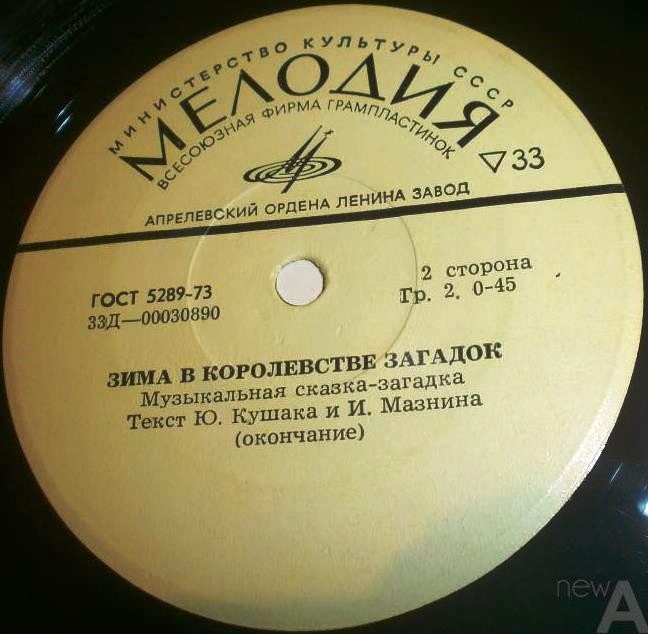 МИНИСТЕРСТВО КУЛЬТУРЫ СССР
МЕЛОДИЯ
ВСЕСОЮЗНАЯ ФИРМА ГРАМПЛАСТИНОК
33
АПРЕЛЕВСКИЙ ОРДЕНА ЛЕНИНА ЗАВОД
ГОСТ 5289-73
33Д—00030890
2 сторона
Гр. 2. 0-45
ЗИМА В КОРОЛЕВСТВЕ ЗАГАДОК
Музыкальная сказка-загадка
Текст Ю. Кушака и И. Мазнина
(окончание)
newA